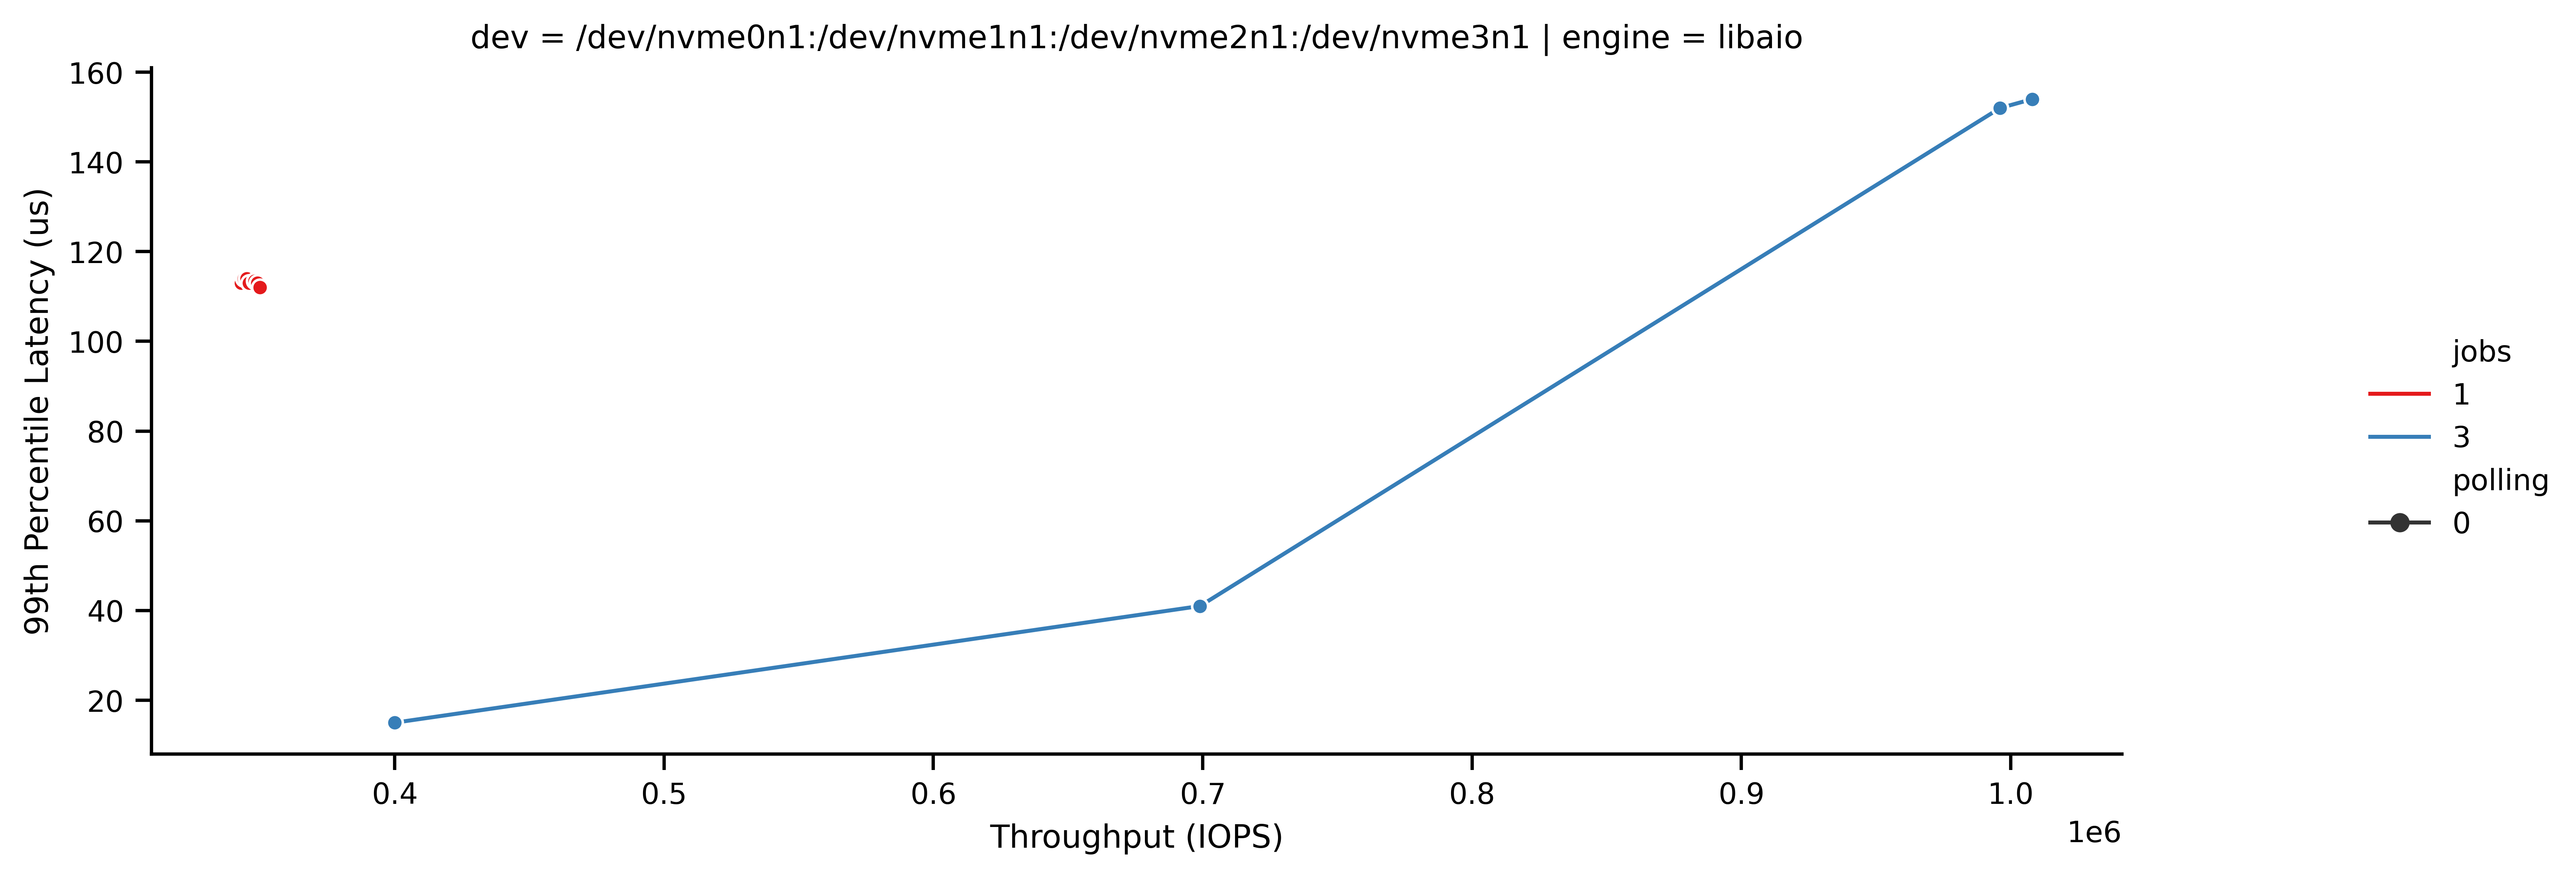 dev = /dev/nvme0n1:/dev/nvme1n1:/dev/nvme2n1:/dev/nvme3n1 | engine = libaio
99th Percentile Latency (us)
160
140
120
100
80
60
40
20
0.4 0.5 0.6 0.7 0.8 0.9 1.0
1e6
Throughput (IOPS)
jobs
1
3
polling
0